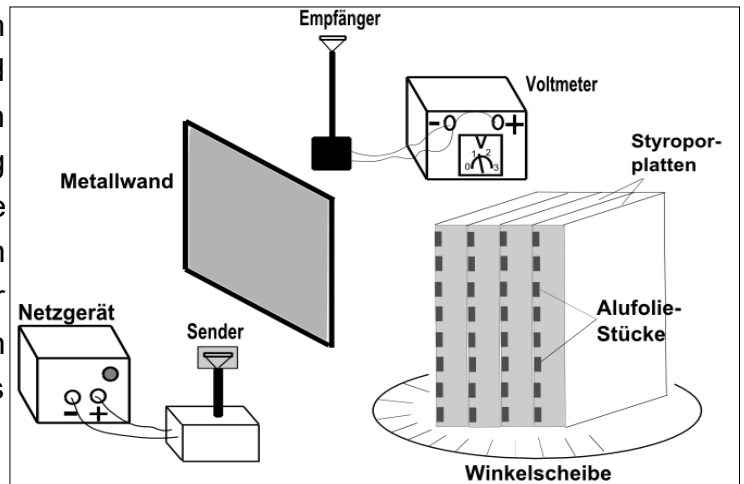 Empfänger
Voltmeter
- +
V
0 1 2 3
Styropor-
platten
Metallwand
Alufolie-
Stücke
Netzgerät
- +
Sender
Winkelscheibe